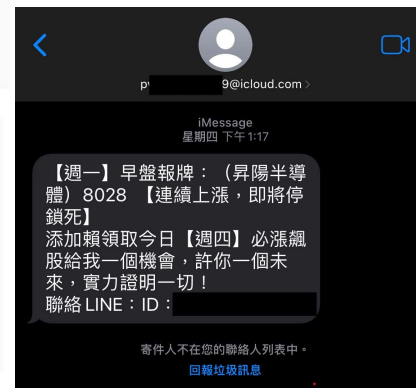 p 9@icloud.com
iMessage
星期四 下午 1:17
【週一】早盤報牌：（昇陽半導
體）8028 【連續上漲，即將停
鎖死】
添加賴領取今日【週四】必漲飆
股給我一個機會，許你一個未
來，實力證明一切！
聯絡 LINE：ID：
寄件人不在您的聯絡人列表中。
回報垃圾訊息